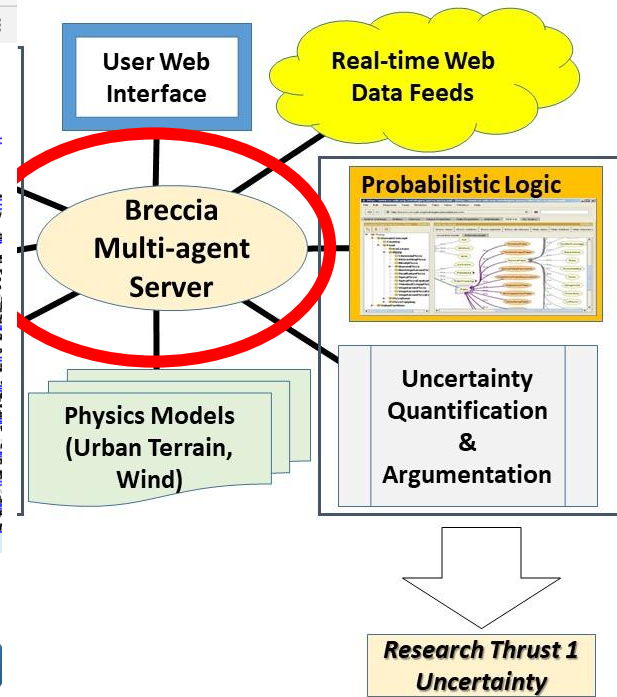 User Web
Interface
Real-time Web
Data Feeds
Breccia
Multi-agent
Server
Probabilistic Logic
Physics Models
(Urban Terrain,
Wind)
Uncertainty
Quantification
&
Argumentation
Research Thrust 1
Uncertainty